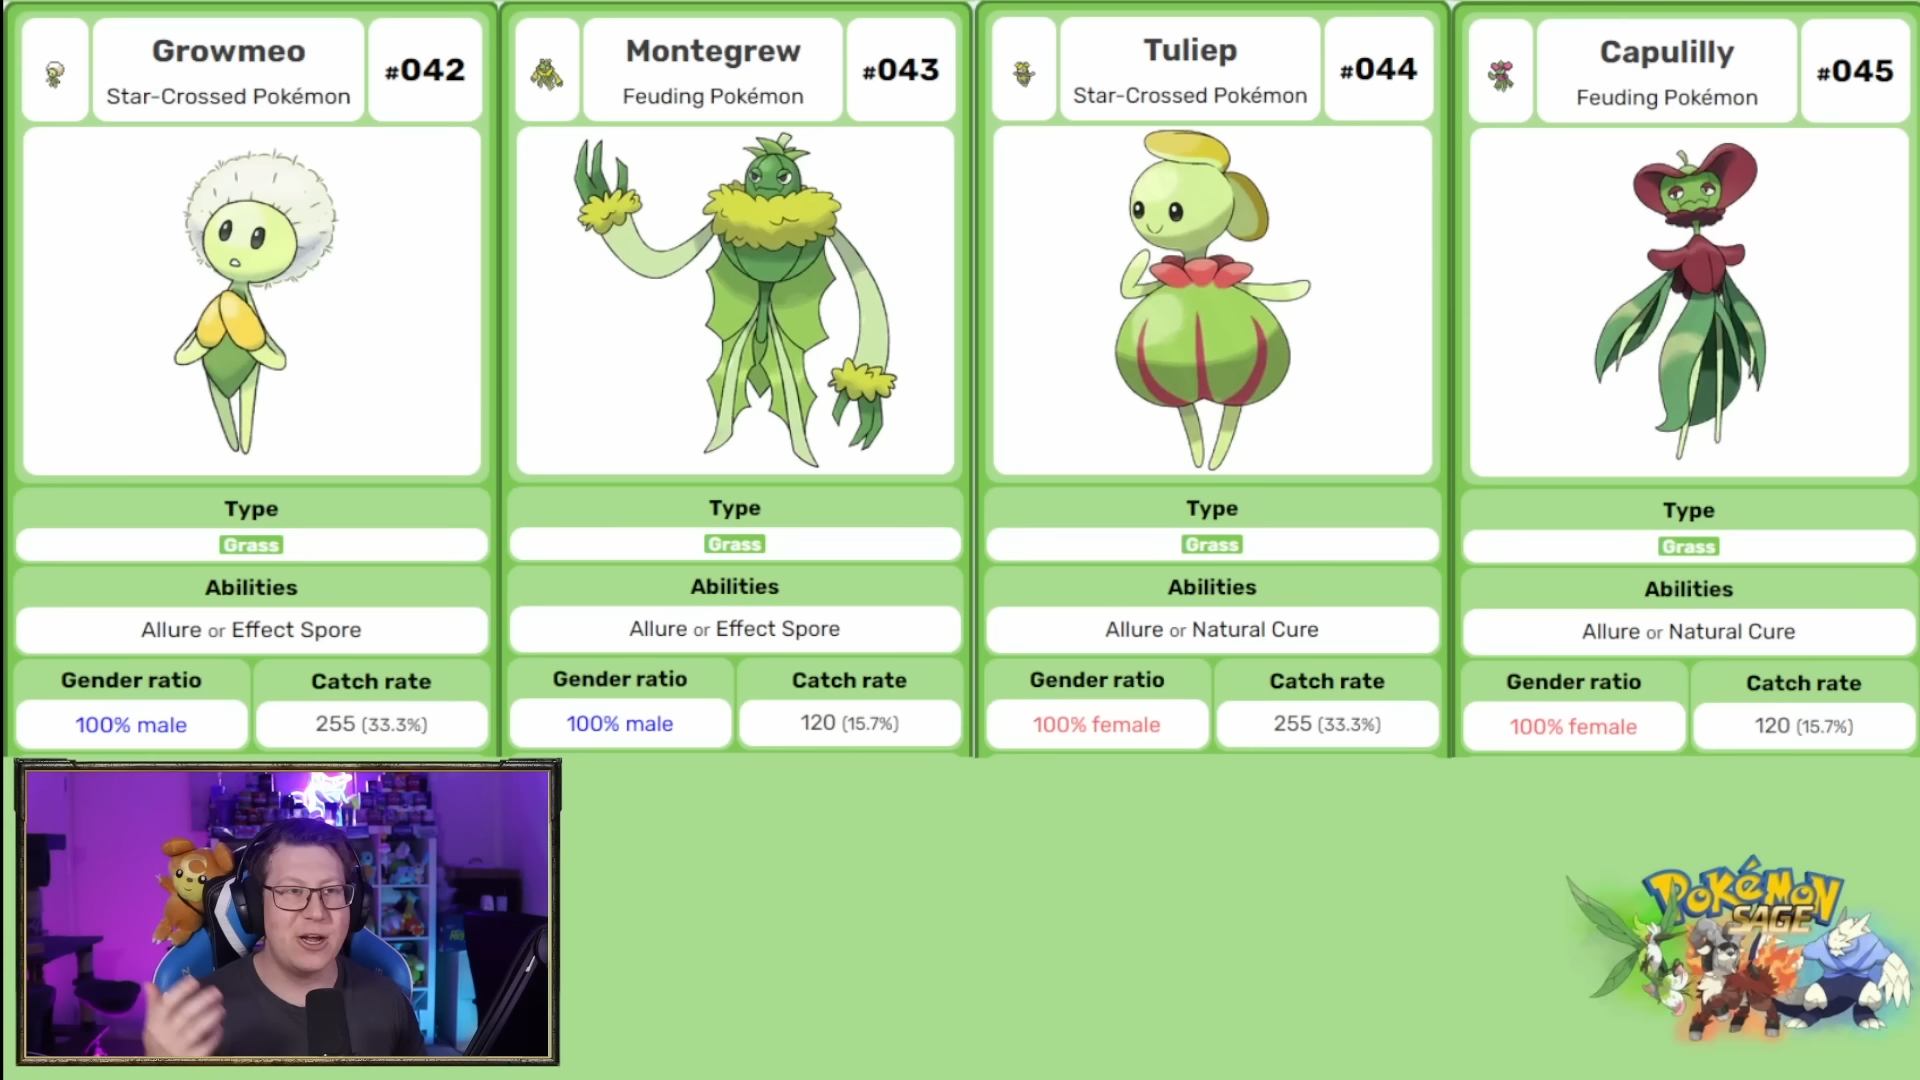 Growmeo
Star-Crossed Pokémon
#042
Type
Grass
Abilities
Allure or Effect Spore
Gender ratio
Catch rate
100% male
255 (33.3%)
Montegrew
Feuding Pokémon
#043
Type
Grass
Abilities
Allure or Effect Spore
Gender ratio
Catch rate
100% male
120 (15.7%)
Tuliep
Star-Crossed Pokémon
#044
Type
Grass
Abilities
Allure or Natural Cure
Gender ratio
Catch rate
100% female
255 (33.3%)
Capulilly
Feuding Pokémon
#045
Type
Grass
Abilities
Allure or Natural Cure
Gender ratio
Catch rate
100% female
120 (15.7%)
POKéMON
SAGE